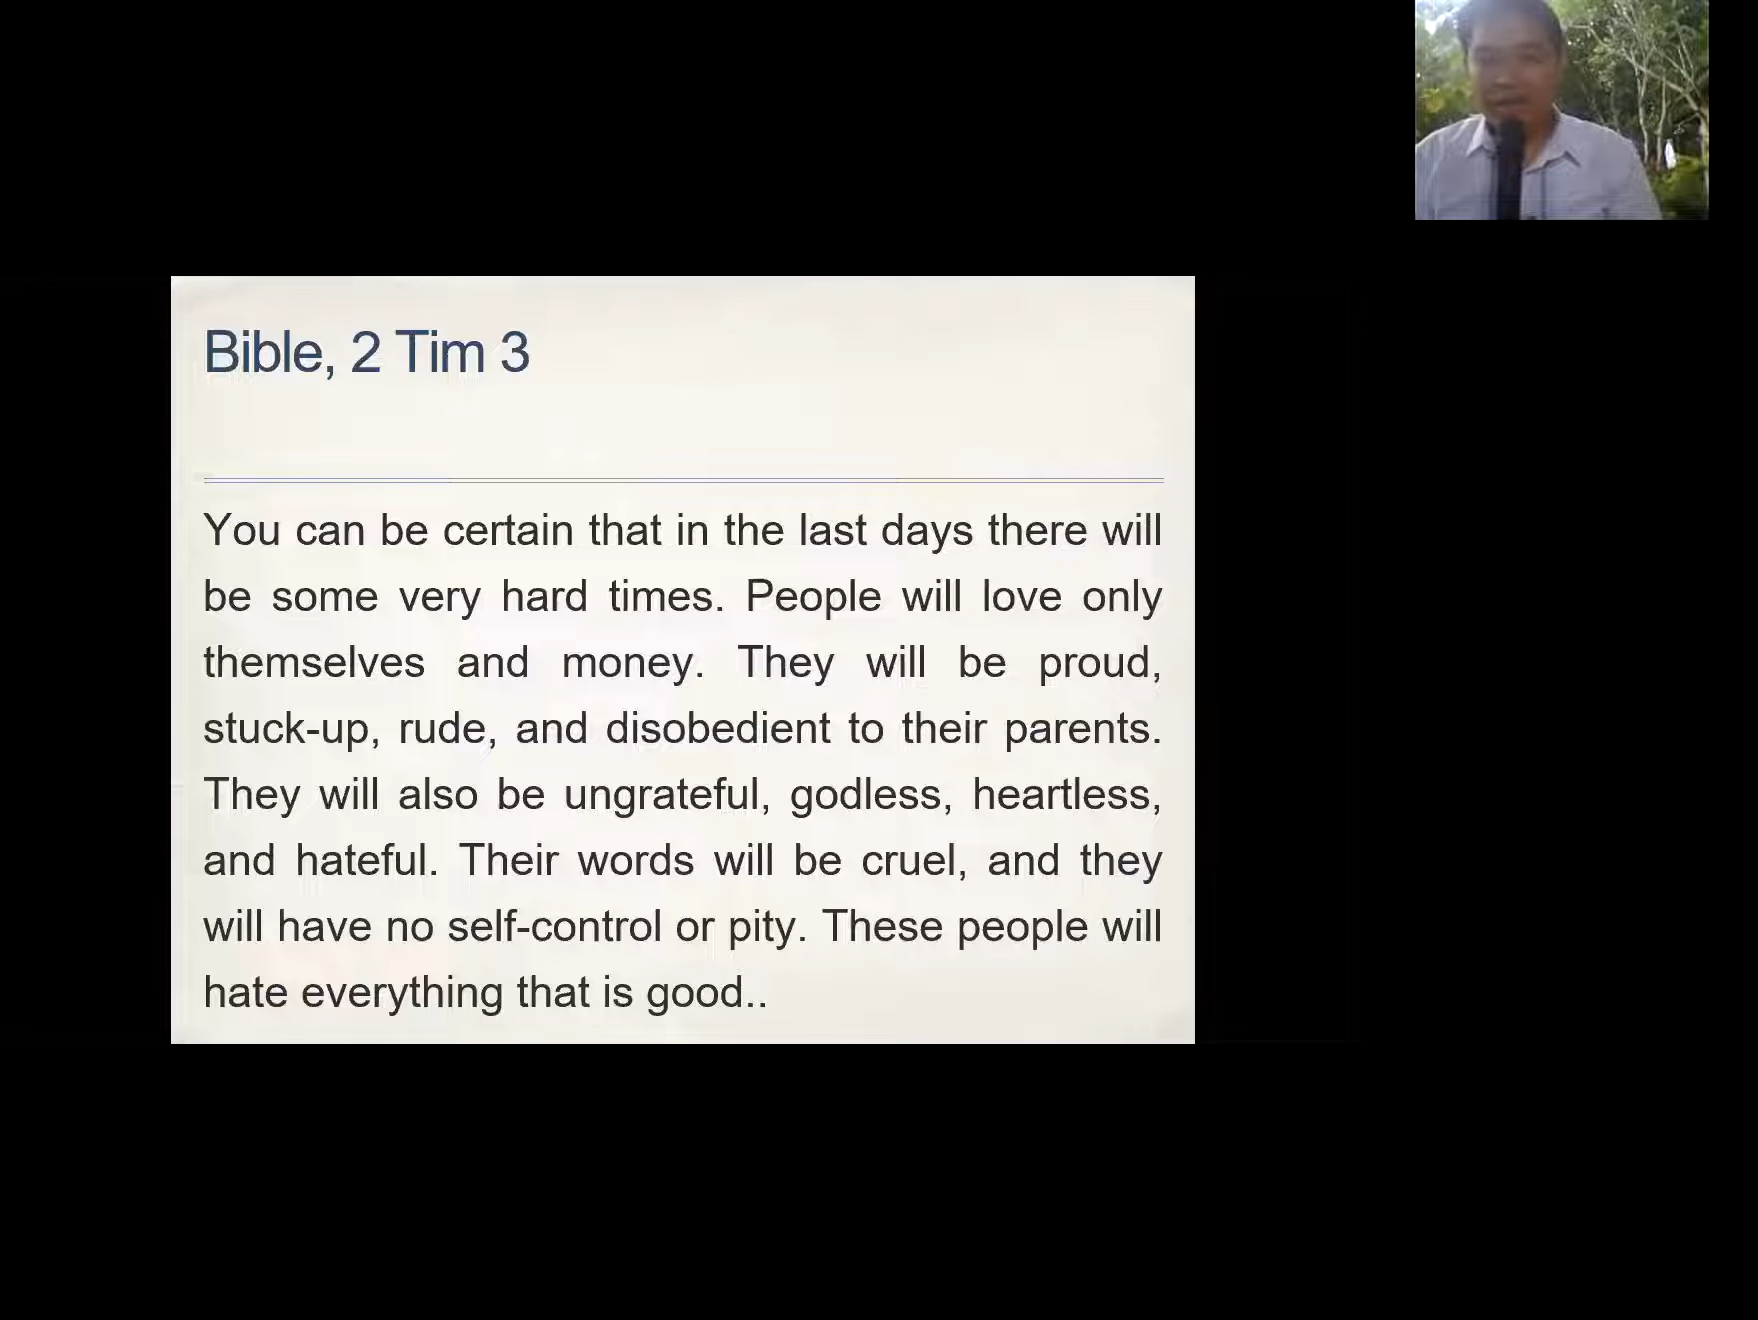 Bible, 2 Tim 3
You can be certain that in the last days there will
be some very hard times. People will love only
themselves and money. They will be proud,
stuck-up, rude, and disobedient to their parents.
They will also be ungrateful, godless, heartless,
and hateful. Their words will be cruel, and they
will have no self-control or pity. These people will
hate everything that is good..